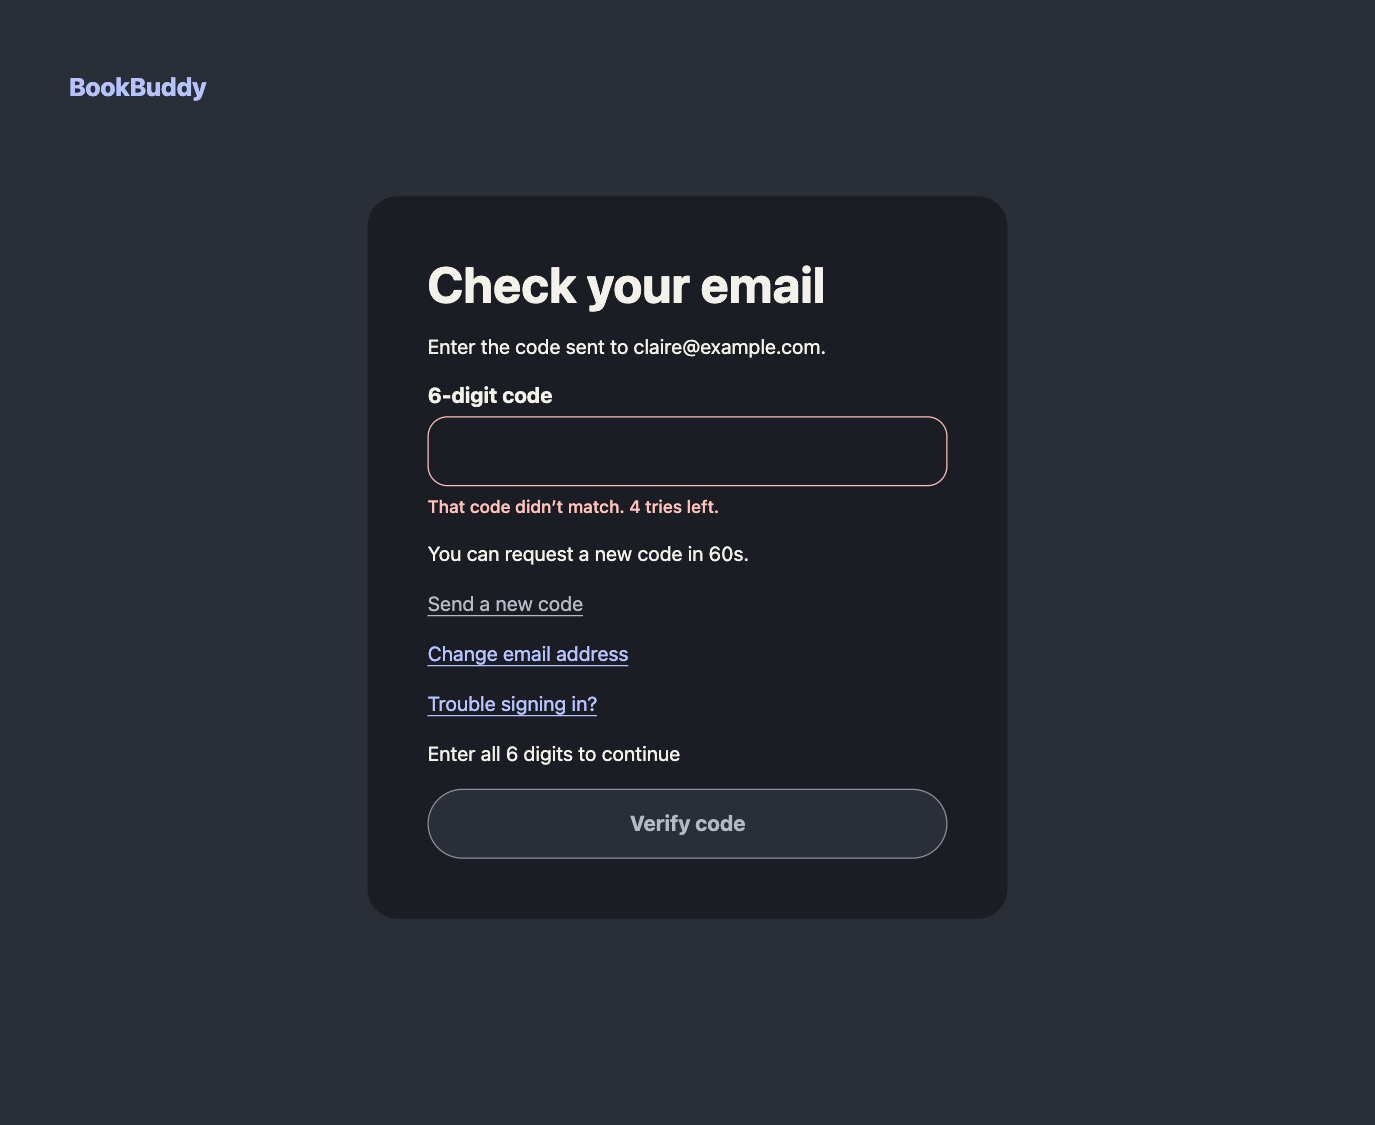 BookBuddy
Check your email
Enter the code sent to claire@example.com.
6-digit code
That code didn’t match. 4 tries left.
You can request a new code in 60s.
Send a new code
Change email address
Trouble signing in?
Enter all 6 digits to continue
Verify code